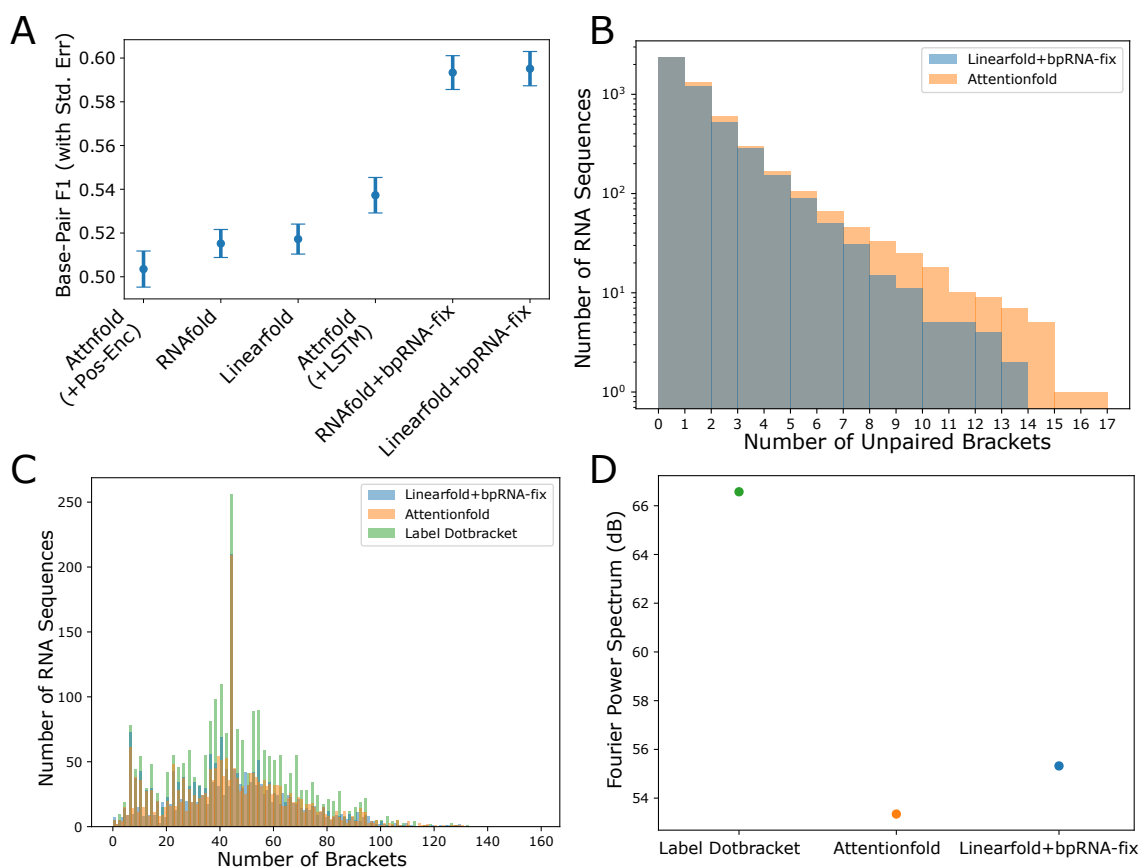 A
Base-Pair F1 (with Std. Err)
0.60
0.58
0.56
0.54
0.52
0.50
Attnfold
(+Pos-Enc)
RNAfold
Linearfold
Attnfold
(+LSTM)
RNAfold+bpRNA-fix
Linearfold+bpRNA-fix
B
Number of RNA Sequences
10³
10²
10¹
10⁰
Linearfold+bpRNA-fix
Attentionfold
0 1 2 3 4 5 6 7 8 9 10 11 12 13 14 15 16 17
Number of Unpaired Brackets
C
Number of RNA Sequences
250
200
150
100
50
0
Linearfold+bpRNA-fix
Attentionfold
Label Dotbracket
0 20 40 60 80 100 120 140 160
Number of Brackets
D
Fourier Power Spectrum (dB)
66
64
62
60
58
56
54
Label Dotbracket Attentionfold Linearfold+bpRNA-fix